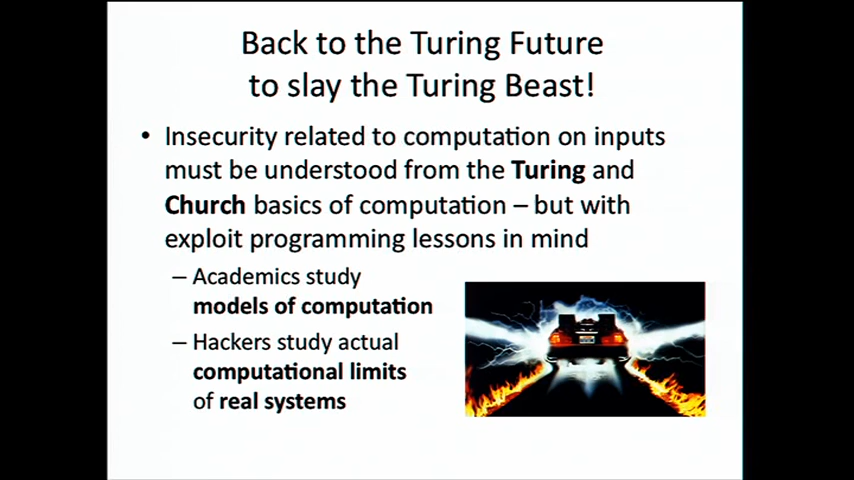 Back to the Turing Future
to slay the Turing Beast!
• Insecurity related to computation on inputs
must be understood from the Turing and
Church basics of computation – but with
exploit programming lessons in mind
– Academics study
models of computation
– Hackers study actual
computational limits
of real systems